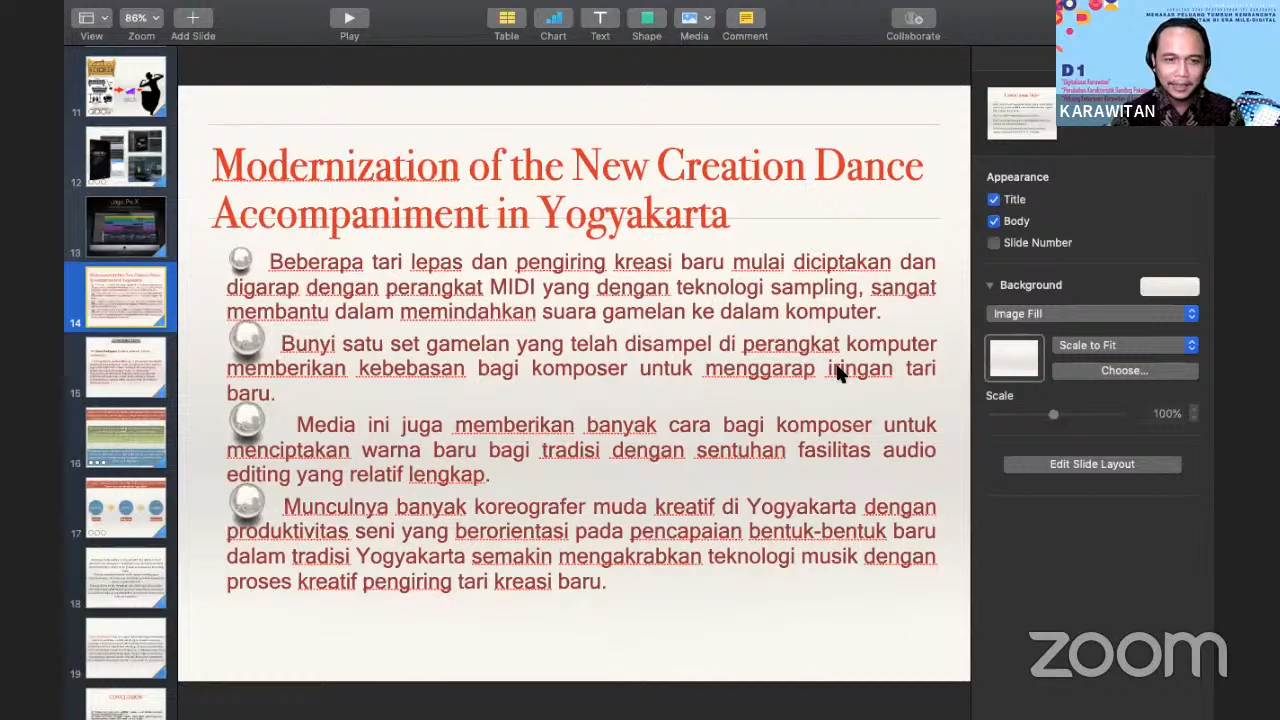 86%
View
Zoom
Add Slide
Play
Table
Chart
Text
Shape
Media
Comment
Collaborate
MENAKAR PELUANG TUMBUH KEMBANGNYA
D1
"Digitalisasi Karawitan"
KARAWITAN
11
12
13
14
15
16
17
18
19
Modernization of the New Creation Dance
Accompaniment in Yogyakarta
Beberapa tari lepas dan pengiring kreasi baru mulai diciptakan dan
digarap dengan perangkat MIDI yang dengan teknologi sampling sangat
membantu dalam memindahkan suara gamelan ke dalam komputer.
Bunyi satu set gamelan yang telah disampel di perangkat komputer
memberikan kebebasan bagi komposer untuk menggarap iringan tari
baru.
Media ini juga memberikan banyak cara bagi komposer untuk
menciptakan warna baru bagi tradisi dengan sentuhan fasilitas audio
editing yang relatif lengkap.
Munculnya banyak koreografer muda kreatif di Yogyakarta dengan
produktivitas seni yang berorientasi pada pencapaian bentuk-bentuk baru
dalam tradisi Yogyakarta semakin mengakrabkan teknologi musik dengan
proses kreatif pengiring tari kreasi baru.
Appearance
Title
Body
Slide Number
Background
Image Fill
Scale to Fit
Choose...
Scale
100%
Edit Slide Layout
zoom